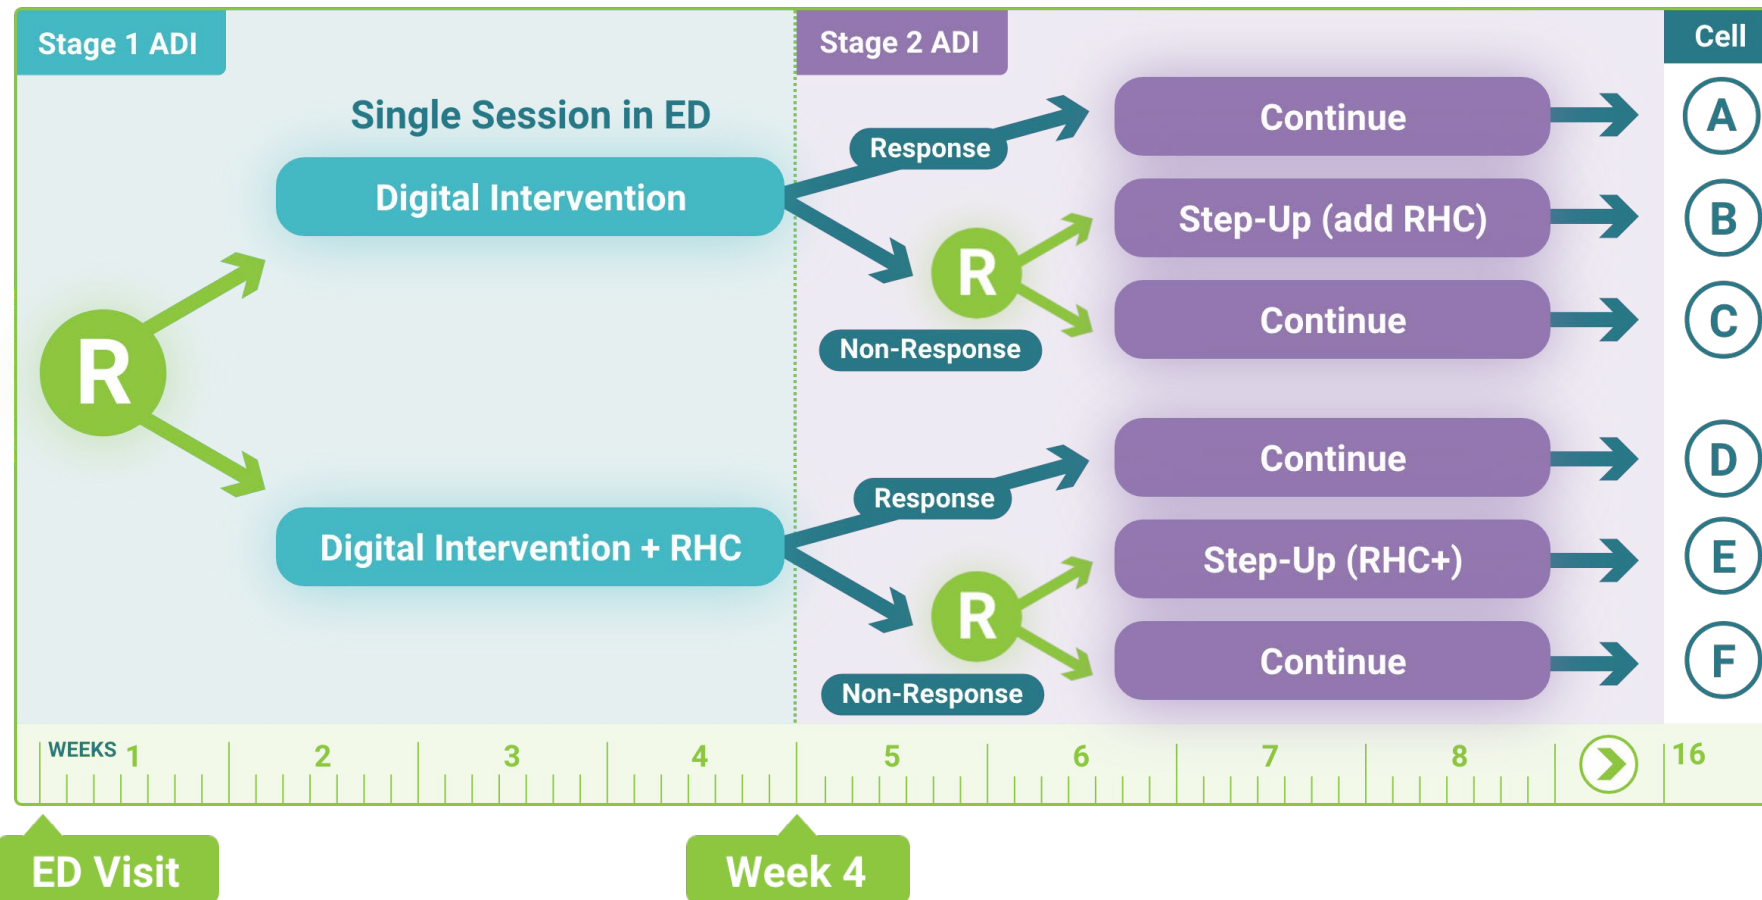 Stage 1 ADI
Stage 2 ADI
Cell
Single Session in ED
Digital Intervention
Response
Continue
A
Step-Up (add RHC)
B
R
Non-Response
Continue
C
R
Digital Intervention + RHC
Response
Continue
D
Step-Up (RHC+)
E
R
Non-Response
Continue
F
WEEKS 1 2 3 4 5 6 7 8 16
ED Visit
Week 4